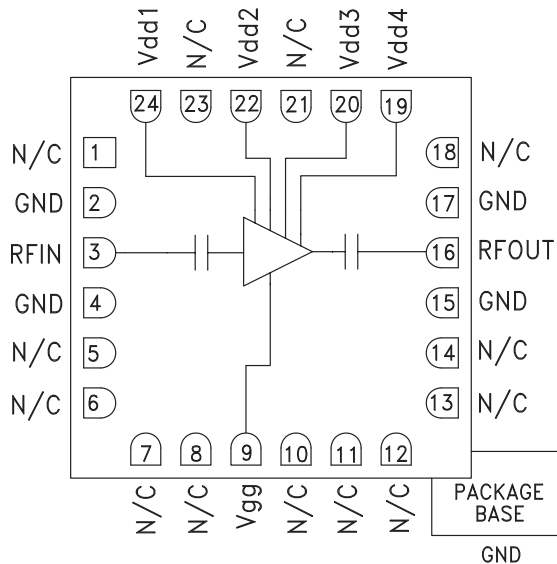 Vdd1 N/C Vdd2 N/C Vdd3 Vdd4
24 23 22 21 20 19
N/C 1 18 N/C
GND 2 17 GND
RFIN 3 16 RFOUT
GND 4 15 GND
N/C 5 14 N/C
N/C 6 13 N/C
7 8 9 10 11 12
N/C N/C Vgg N/C N/C N/C
PACKAGE
BASE
GND